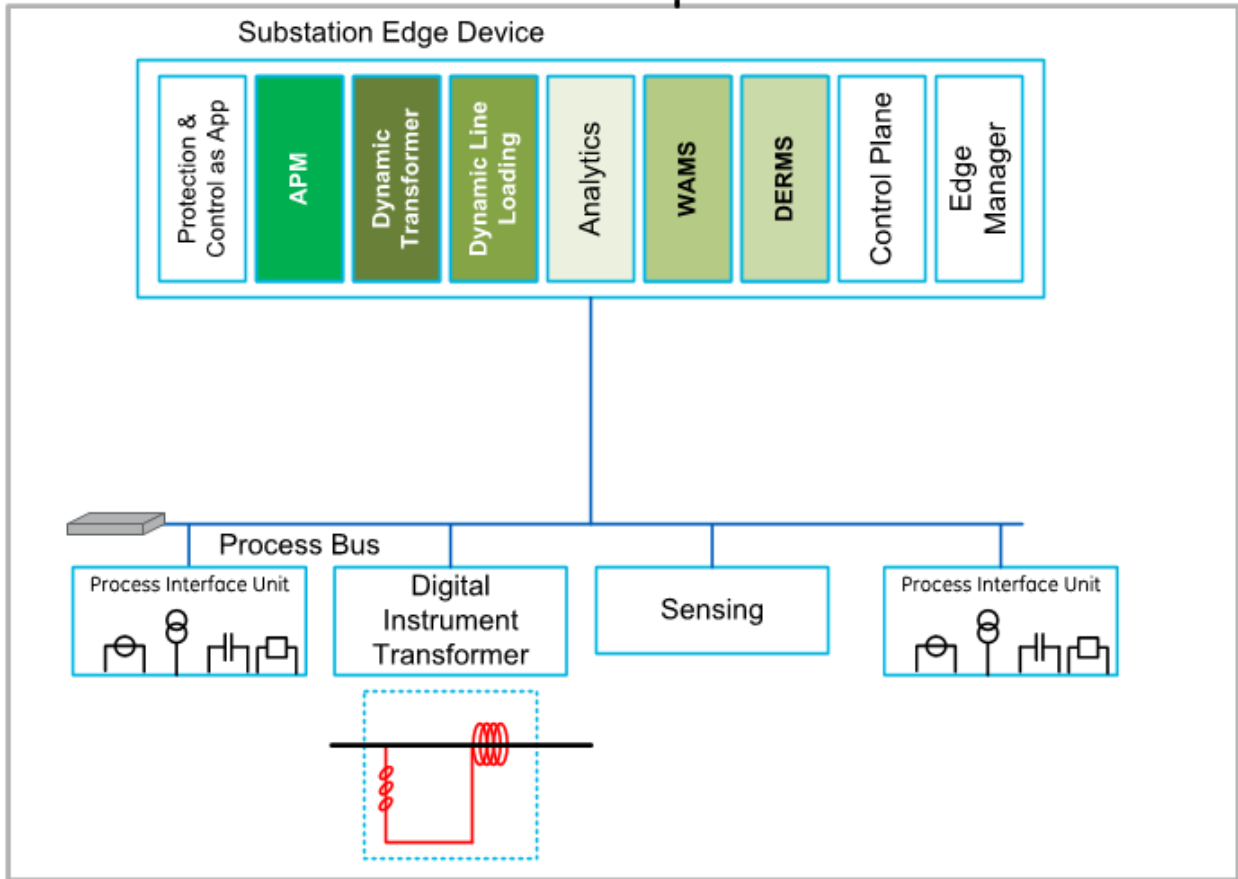 Substation Edge Device
Protection &
Control as App
APM
Dynamic
Transformer
Dynamic Line
Loading
Analytics
WAMS
DERMS
Control Plane
Edge
Manager
Process Bus
Process Interface Unit
Digital
Instrument
Transformer
Sensing
Process Interface Unit